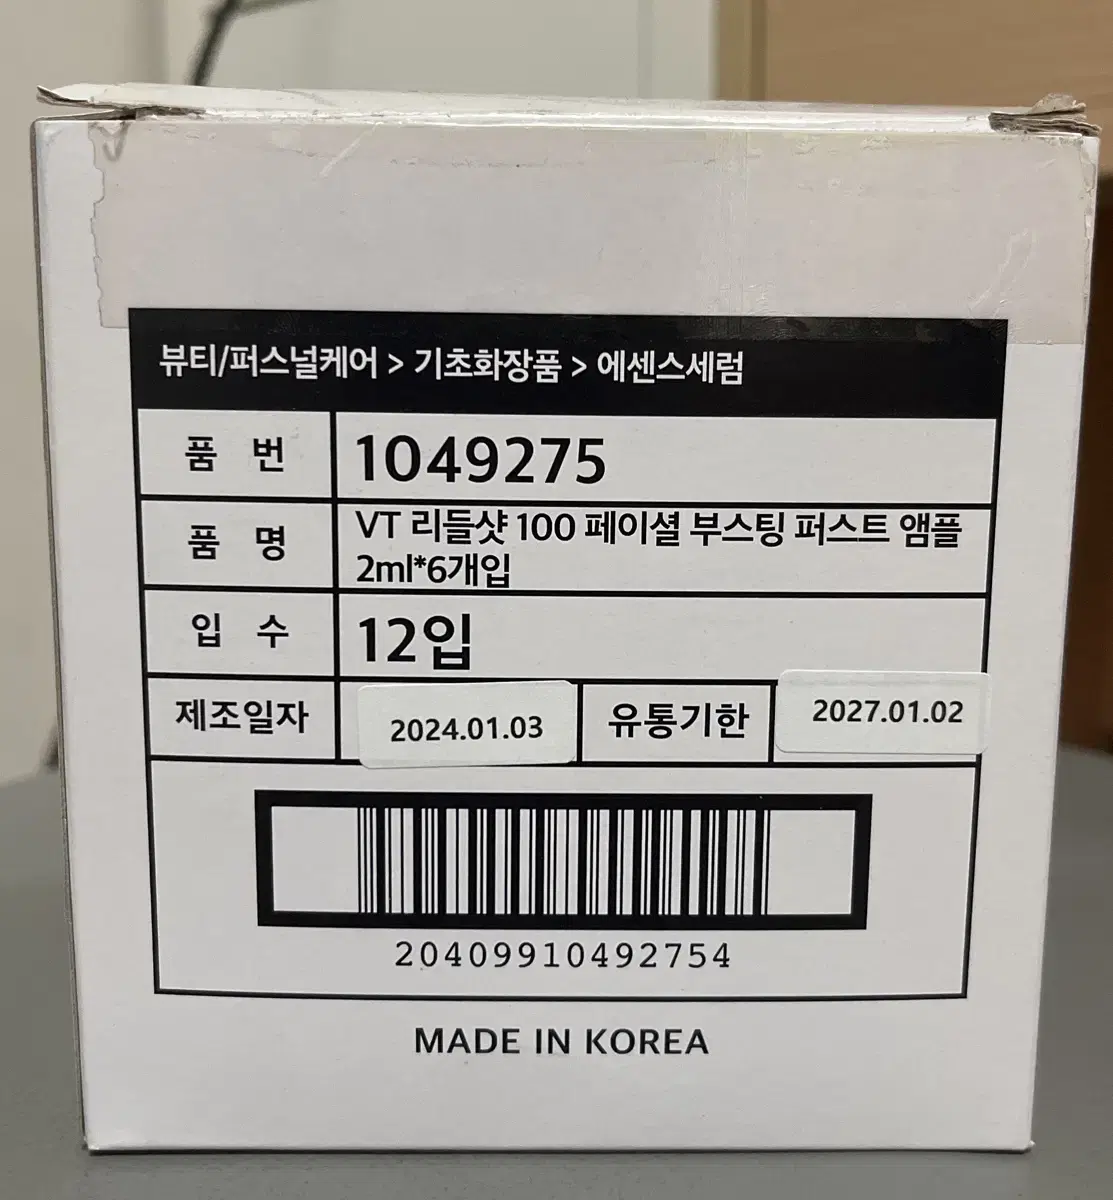 뷰티/퍼스널케어 > 기초화장품 > 에센스세럼
품 번 1049275
품 명 VT 리들샷 100 페이셜 부스팅 퍼스트 앰플
2ml*6개입
입 수 12입
제조일자 2024.01.03 유통기한 2027.01.02
20409910492754
MADE IN KOREA